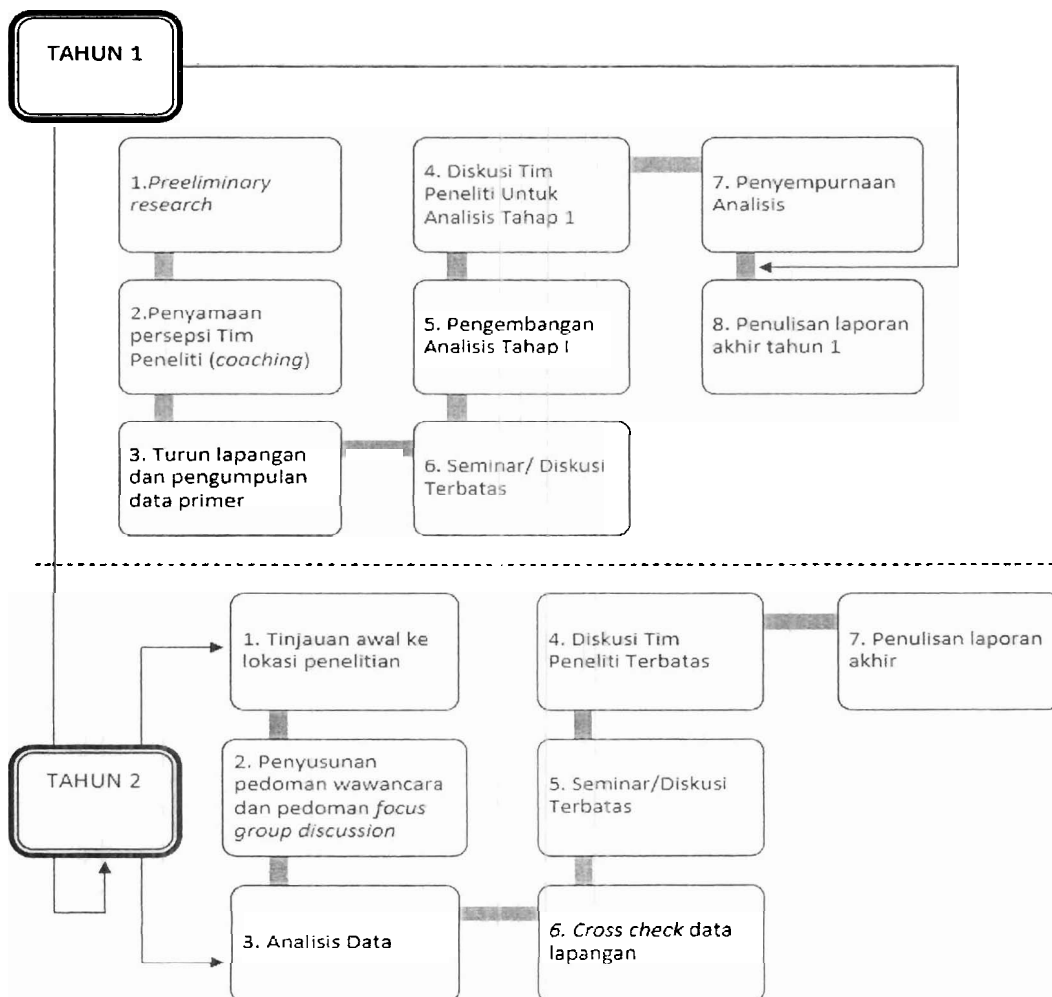 TAHUN 1
1.Preeliminary
research
2.Penyamaan
persepsi Tim
Peneliti (coaching)
3. Turun lapangan
dan pengumpulan
data primer
4. Diskusi Tim
Peneliti Untuk
Analisis Tahap 1
5. Pengembangan
Analisis Tahap I
6. Seminar/ Diskusi
Terbatas
7. Penyempurnaan
Analisis
8. Penulisan laporan
akhir tahun 1
TAHUN 2
1. Tinjauan awal ke
lokasi penelitian
2. Penyusunan
pedoman wawancara
dan pedoman focus
group discussion
3. Analisis Data
4. Diskusi Tim
Peneliti Terbatas
5. Seminar/Diskusi
Terbatas
6. Cross check data
lapangan
7. Penulisan laporan
akhir